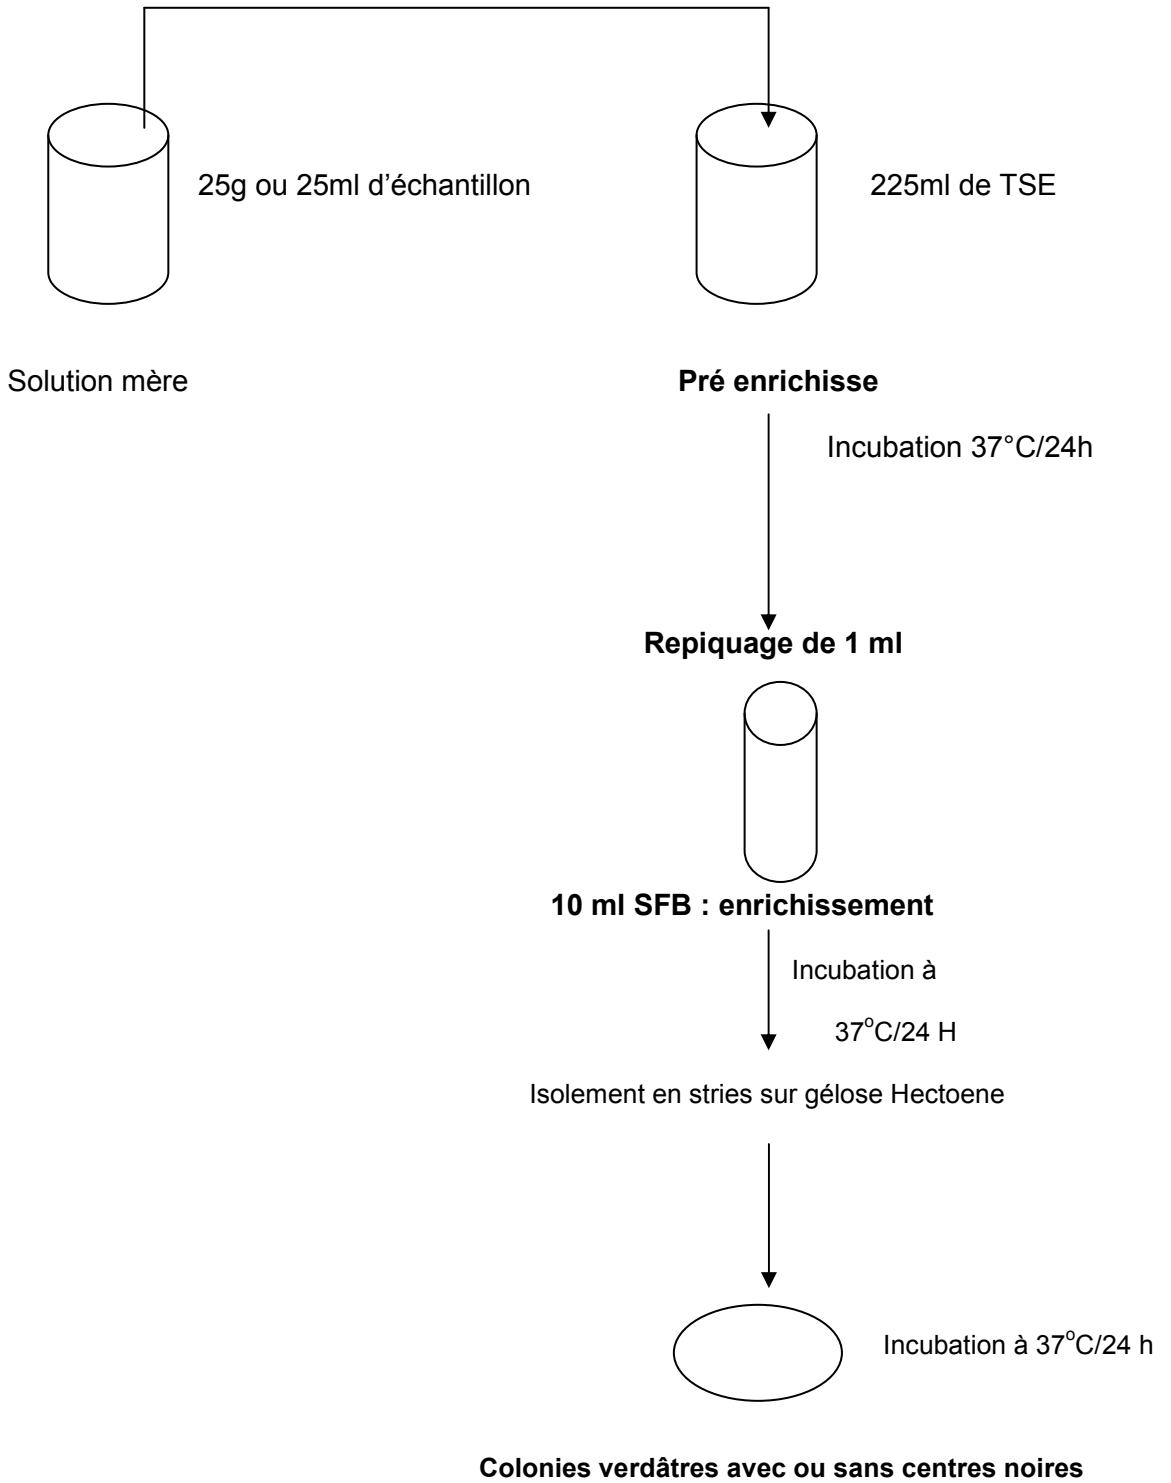 25g ou 25ml d’échantillon
225ml de TSE
Solution mère
Pré enrichisse
Incubation 37°C/24h
Repiquage de 1 ml
10 ml SFB : enrichissement
Incubation à
37°C/24 H
Isolement en stries sur gélose Hectoene
Incubation à 37°C/24 h
Colonies verdâtres avec ou sans centres noires